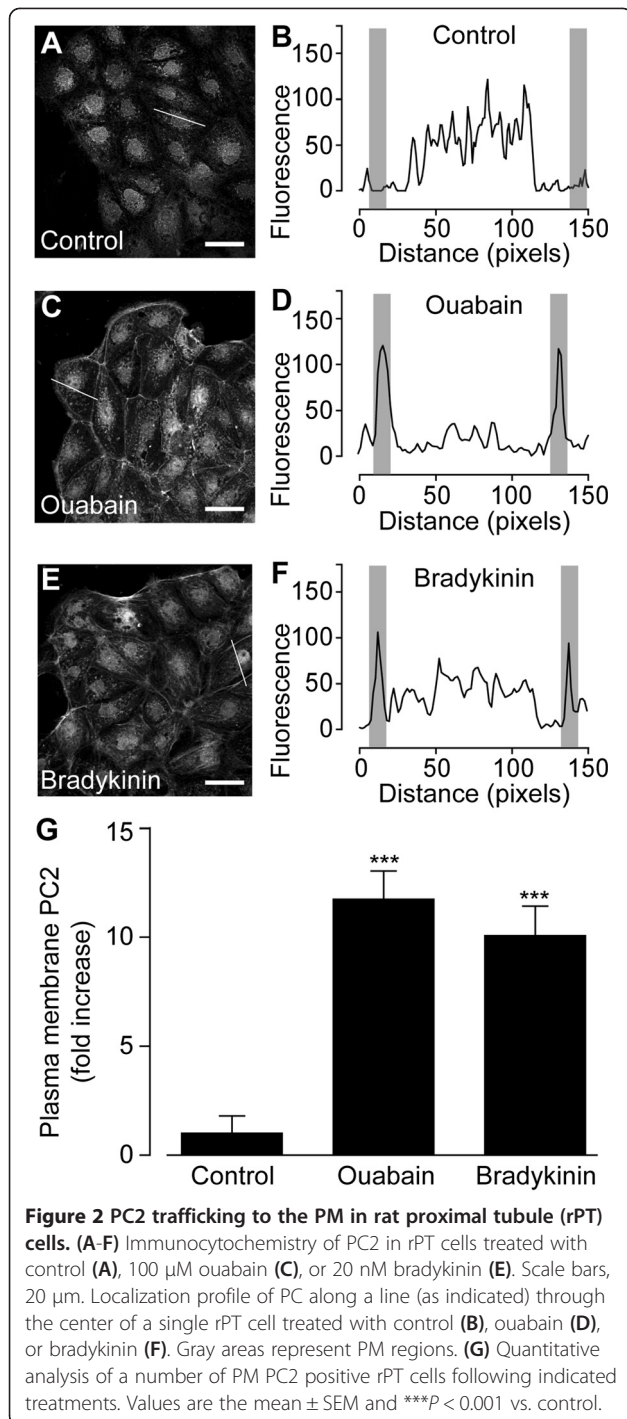 A
Control
B
Control
Fluorescence
150
100
50
0
0 50 100 150
Distance (pixels)
C
Ouabain
D
Ouabain
Fluorescence
150
100
50
0
0 50 100 150
Distance (pixels)
E
Bradykinin
F
Bradykinin
Fluorescence
150
100
50
0
0 50 100 150
Distance (pixels)
G
Plasma membrane PC2
(fold increase)
15
10
5
0
***
***
Control Ouabain Bradykinin
Figure 2 PC2 trafficking to the PM in rat proximal tubule (rPT)
cells. (A-F) Immunocytochemistry of PC2 in rPT cells treated with
control (A), 100 μM ouabain (C), or 20 nM bradykinin (E). Scale bars,
20 μm. Localization profile of PC along a line (as indicated) through
the center of a single rPT cell treated with control (B), ouabain (D),
or bradykinin (F). Gray areas represent PM regions. (G) Quantitative
analysis of a number of PM PC2 positive rPT cells following indicated
treatments. Values are the mean ± SEM and ***P < 0.001 vs. control.